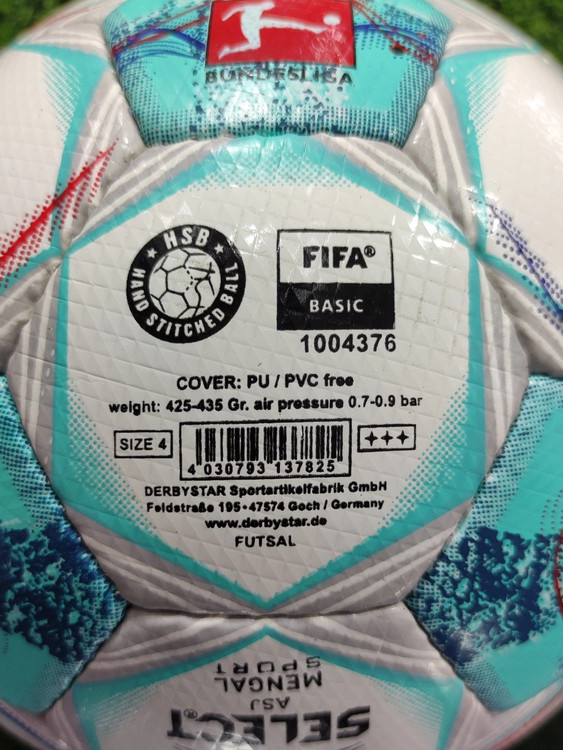 BUNDESLIGA
HSB
HAND STITCHED BALL
FIFA®
BASIC
1004376
COVER: PU / PVC free
weight: 425-435 Gr. air pressure 0.7-0.9 bar
SIZE 4
4 030793 137825
DERBYSTAR Sportartikelfabrik GmbH
Feldstraße 195•47574 Goch / Germany
www.derbystar.de
FUTSAL
SELECT
ASJ
MENGAL
SPORT